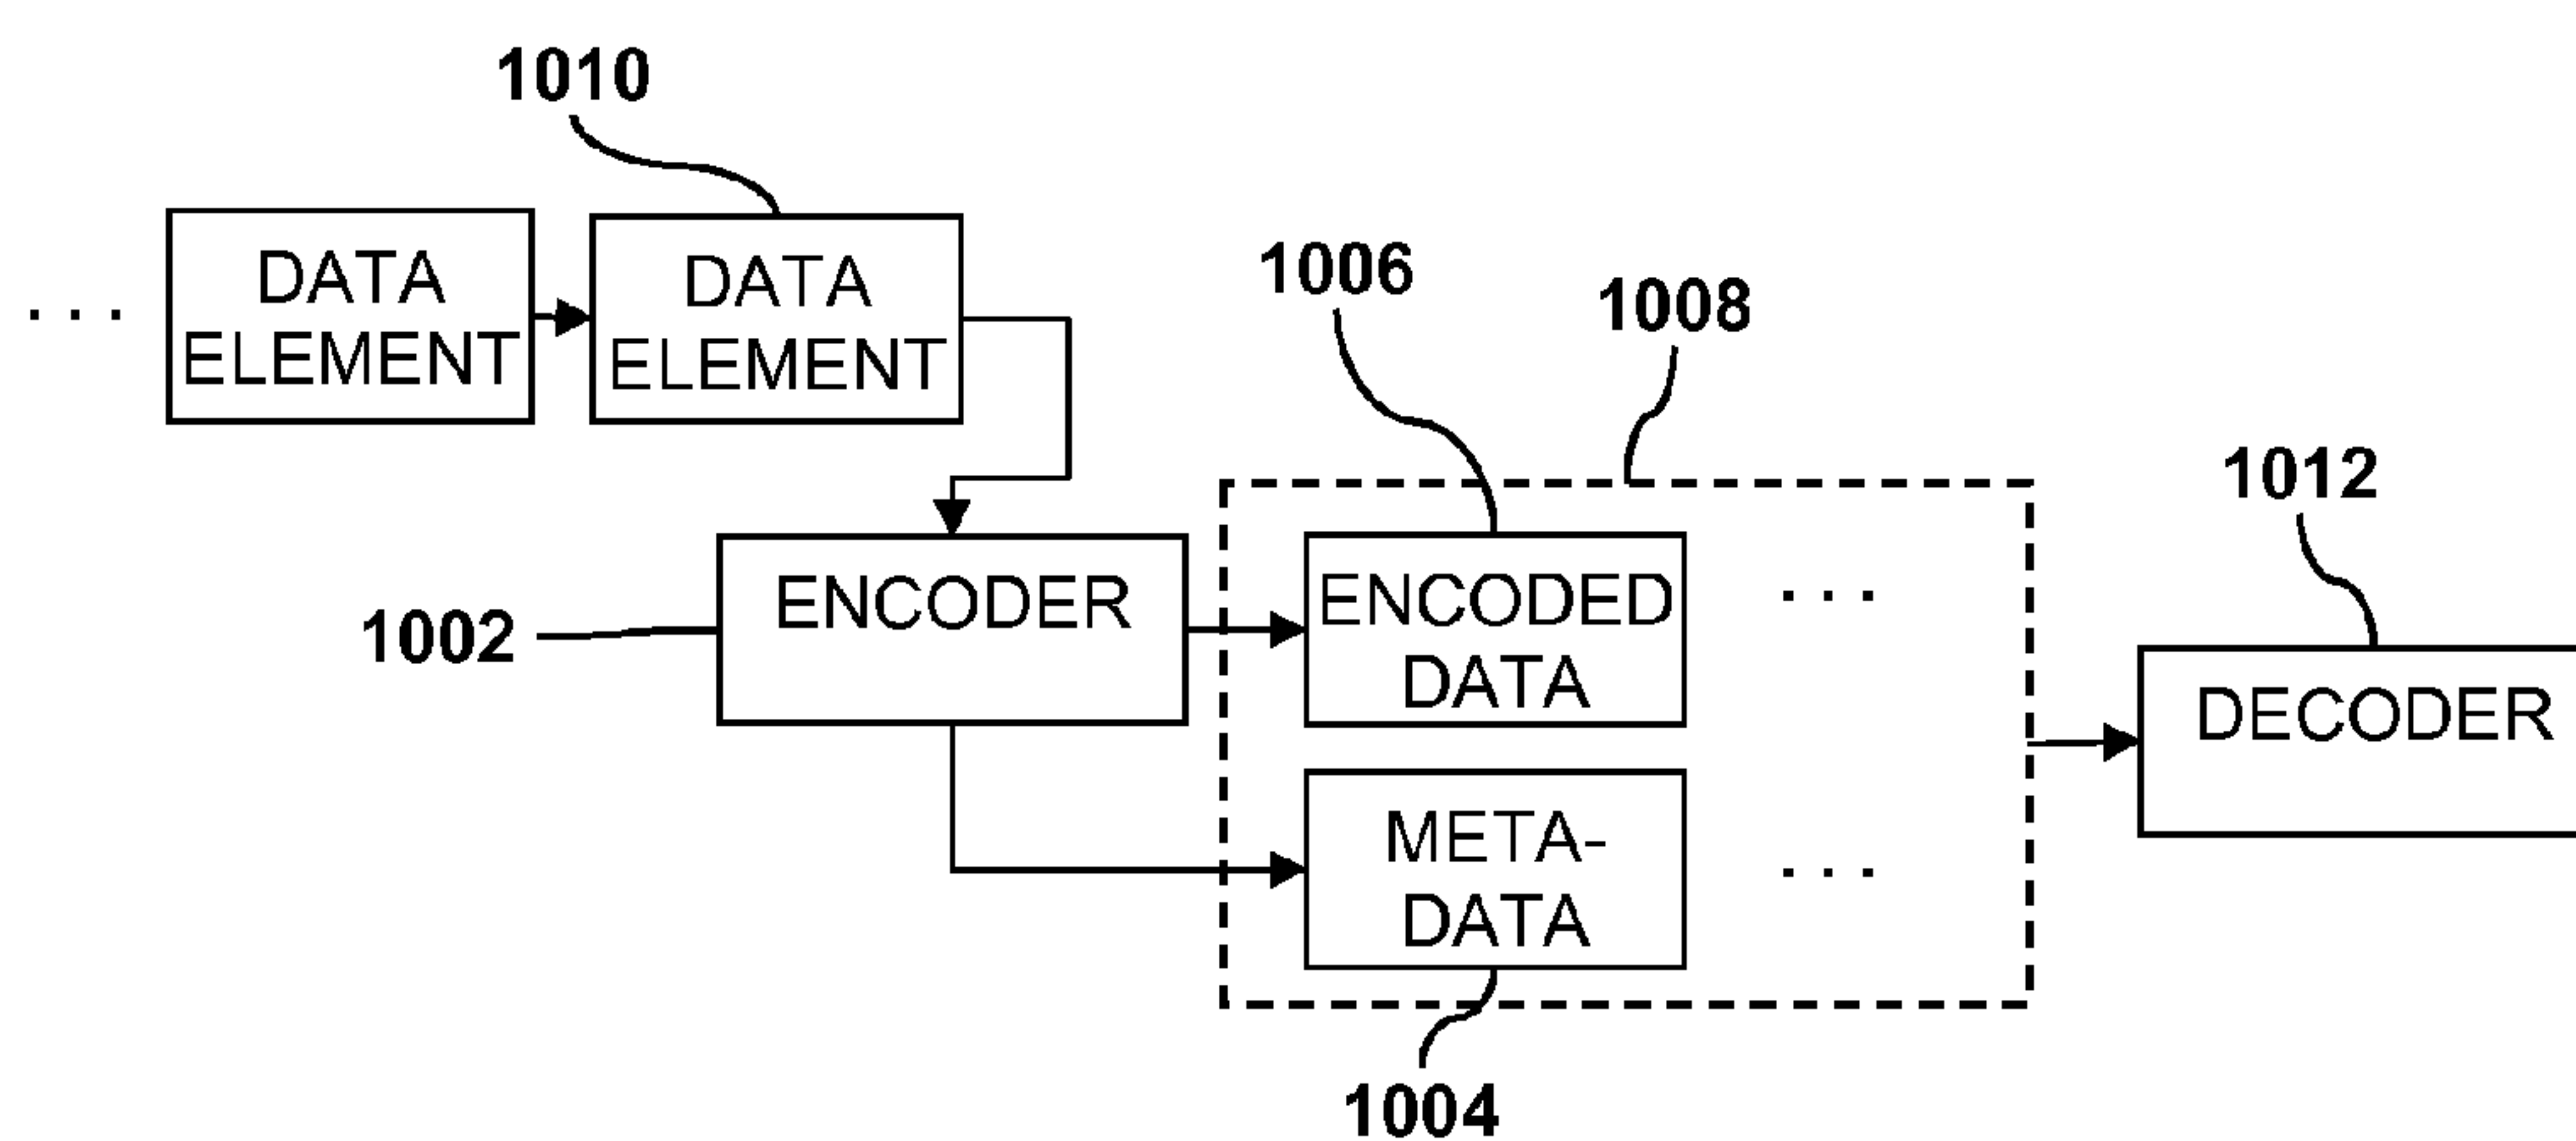 1010
DATA
ELEMENT
DATA
ELEMENT
. . .
1006
1008
1012
1002
ENCODER
ENCODED
DATA
. . .
DECODER
META-
DATA
. . .
1004